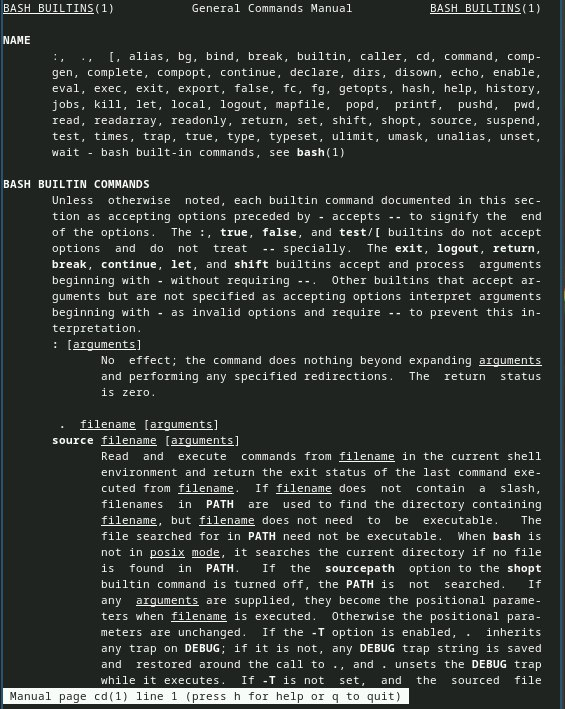 BASH_BUILTINS(1) General Commands Manual BASH_BUILTINS(1)
NAME
:, ., [, alias, bg, bind, break, builtin, caller, cd, command, comp-
gen, complete, compopt, continue, declare, dirs, disown, echo, enable,
eval, exec, exit, export, false, fc, fg, getopts, hash, help, history,
jobs, kill, let, local, logout, mapfile, popd, printf, pushd, pwd,
read, readarray, readonly, return, set, shift, shopt, source, suspend,
test, times, trap, true, type, typeset, ulimit, umask, unalias, unset,
wait - bash built-in commands, see bash(1)
BASH BUILTIN COMMANDS
Unless otherwise noted, each builtin command documented in this sec-
tion as accepting options preceded by - accepts -- to signify the end
of the options. The :, true, false, and test/[ builtins do not accept
options and do not treat -- specially. The exit, logout, return,
break, continue, let, and shift builtins accept and process arguments
beginning with - without requiring --. Other builtins that accept ar-
guments but are not specified as accepting options interpret arguments
beginning with - as invalid options and require -- to prevent this in-
terpretation.
: [arguments]
No effect; the command does nothing beyond expanding arguments
and performing any specified redirections. The return status
is zero.
. filename [arguments]
source filename [arguments]
Read and execute commands from filename in the current shell
environment and return the exit status of the last command exe-
cuted from filename. If filename does not contain a slash,
filenames in PATH are used to find the directory containing
filename, but filename does not need to be executable. The
file searched for in PATH need not be executable. When bash is
not in posix mode, it searches the current directory if no file
is found in PATH. If the sourcepath option to the shopt
builtin command is turned off, the PATH is not searched. If
any arguments are supplied, they become the positional parame-
ters when filename is executed. Otherwise the positional para-
meters are unchanged. If the -T option is enabled, . inherits
any trap on DEBUG; if it is not, any DEBUG trap string is saved
and restored around the call to ., and . unsets the DEBUG trap
while it executes. If -T is not set, and the sourced file
Manual page cd(1) line 1 (press h for help or q to quit)